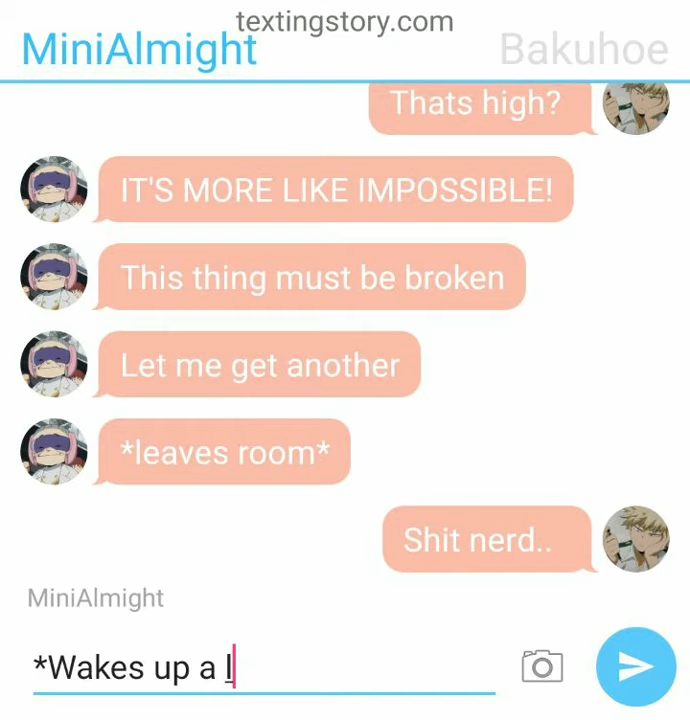 textingstory.com
MiniAlmight
Bakuhoe
Thats high?
IT'S MORE LIKE IMPOSSIBLE!
This thing must be broken
Let me get another
*leaves room*
Shit nerd..
MiniAlmight
*Wakes up a l